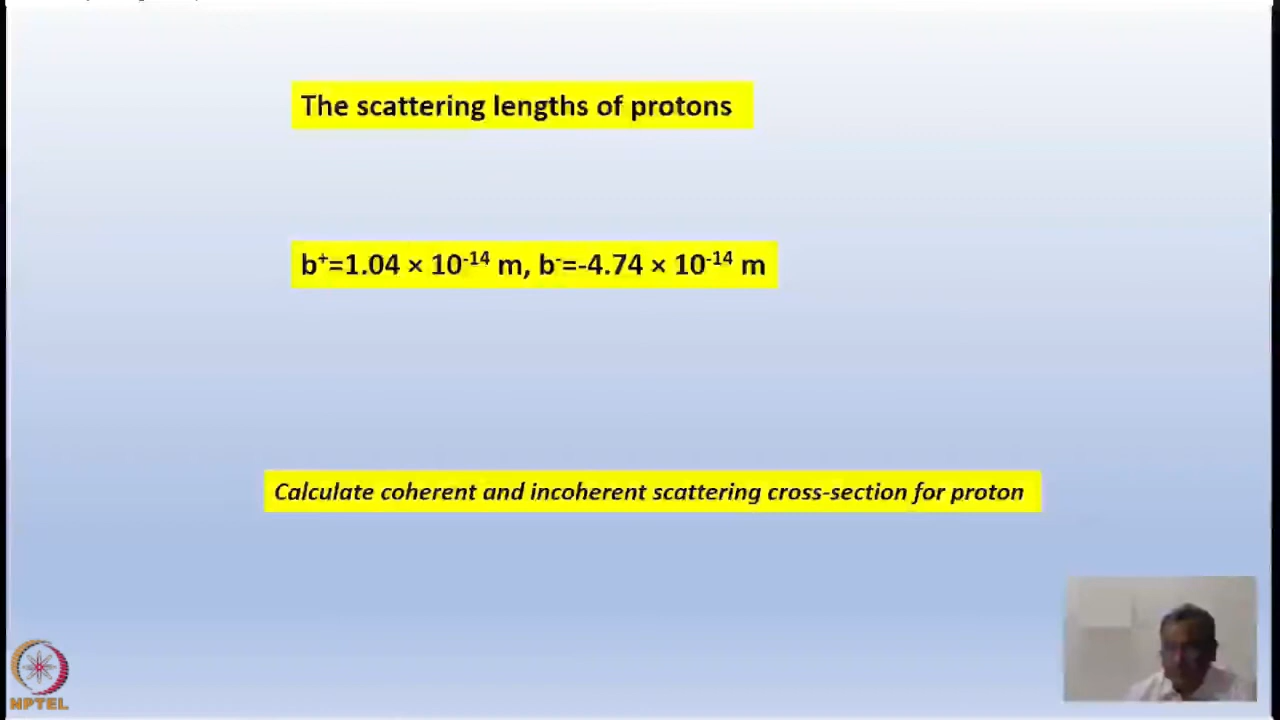 The scattering lengths of protons
b⁺=1.04 × 10⁻¹⁴ m, b⁻=-4.74 × 10⁻¹⁴ m
Calculate coherent and incoherent scattering cross-section for proton
NPTEL